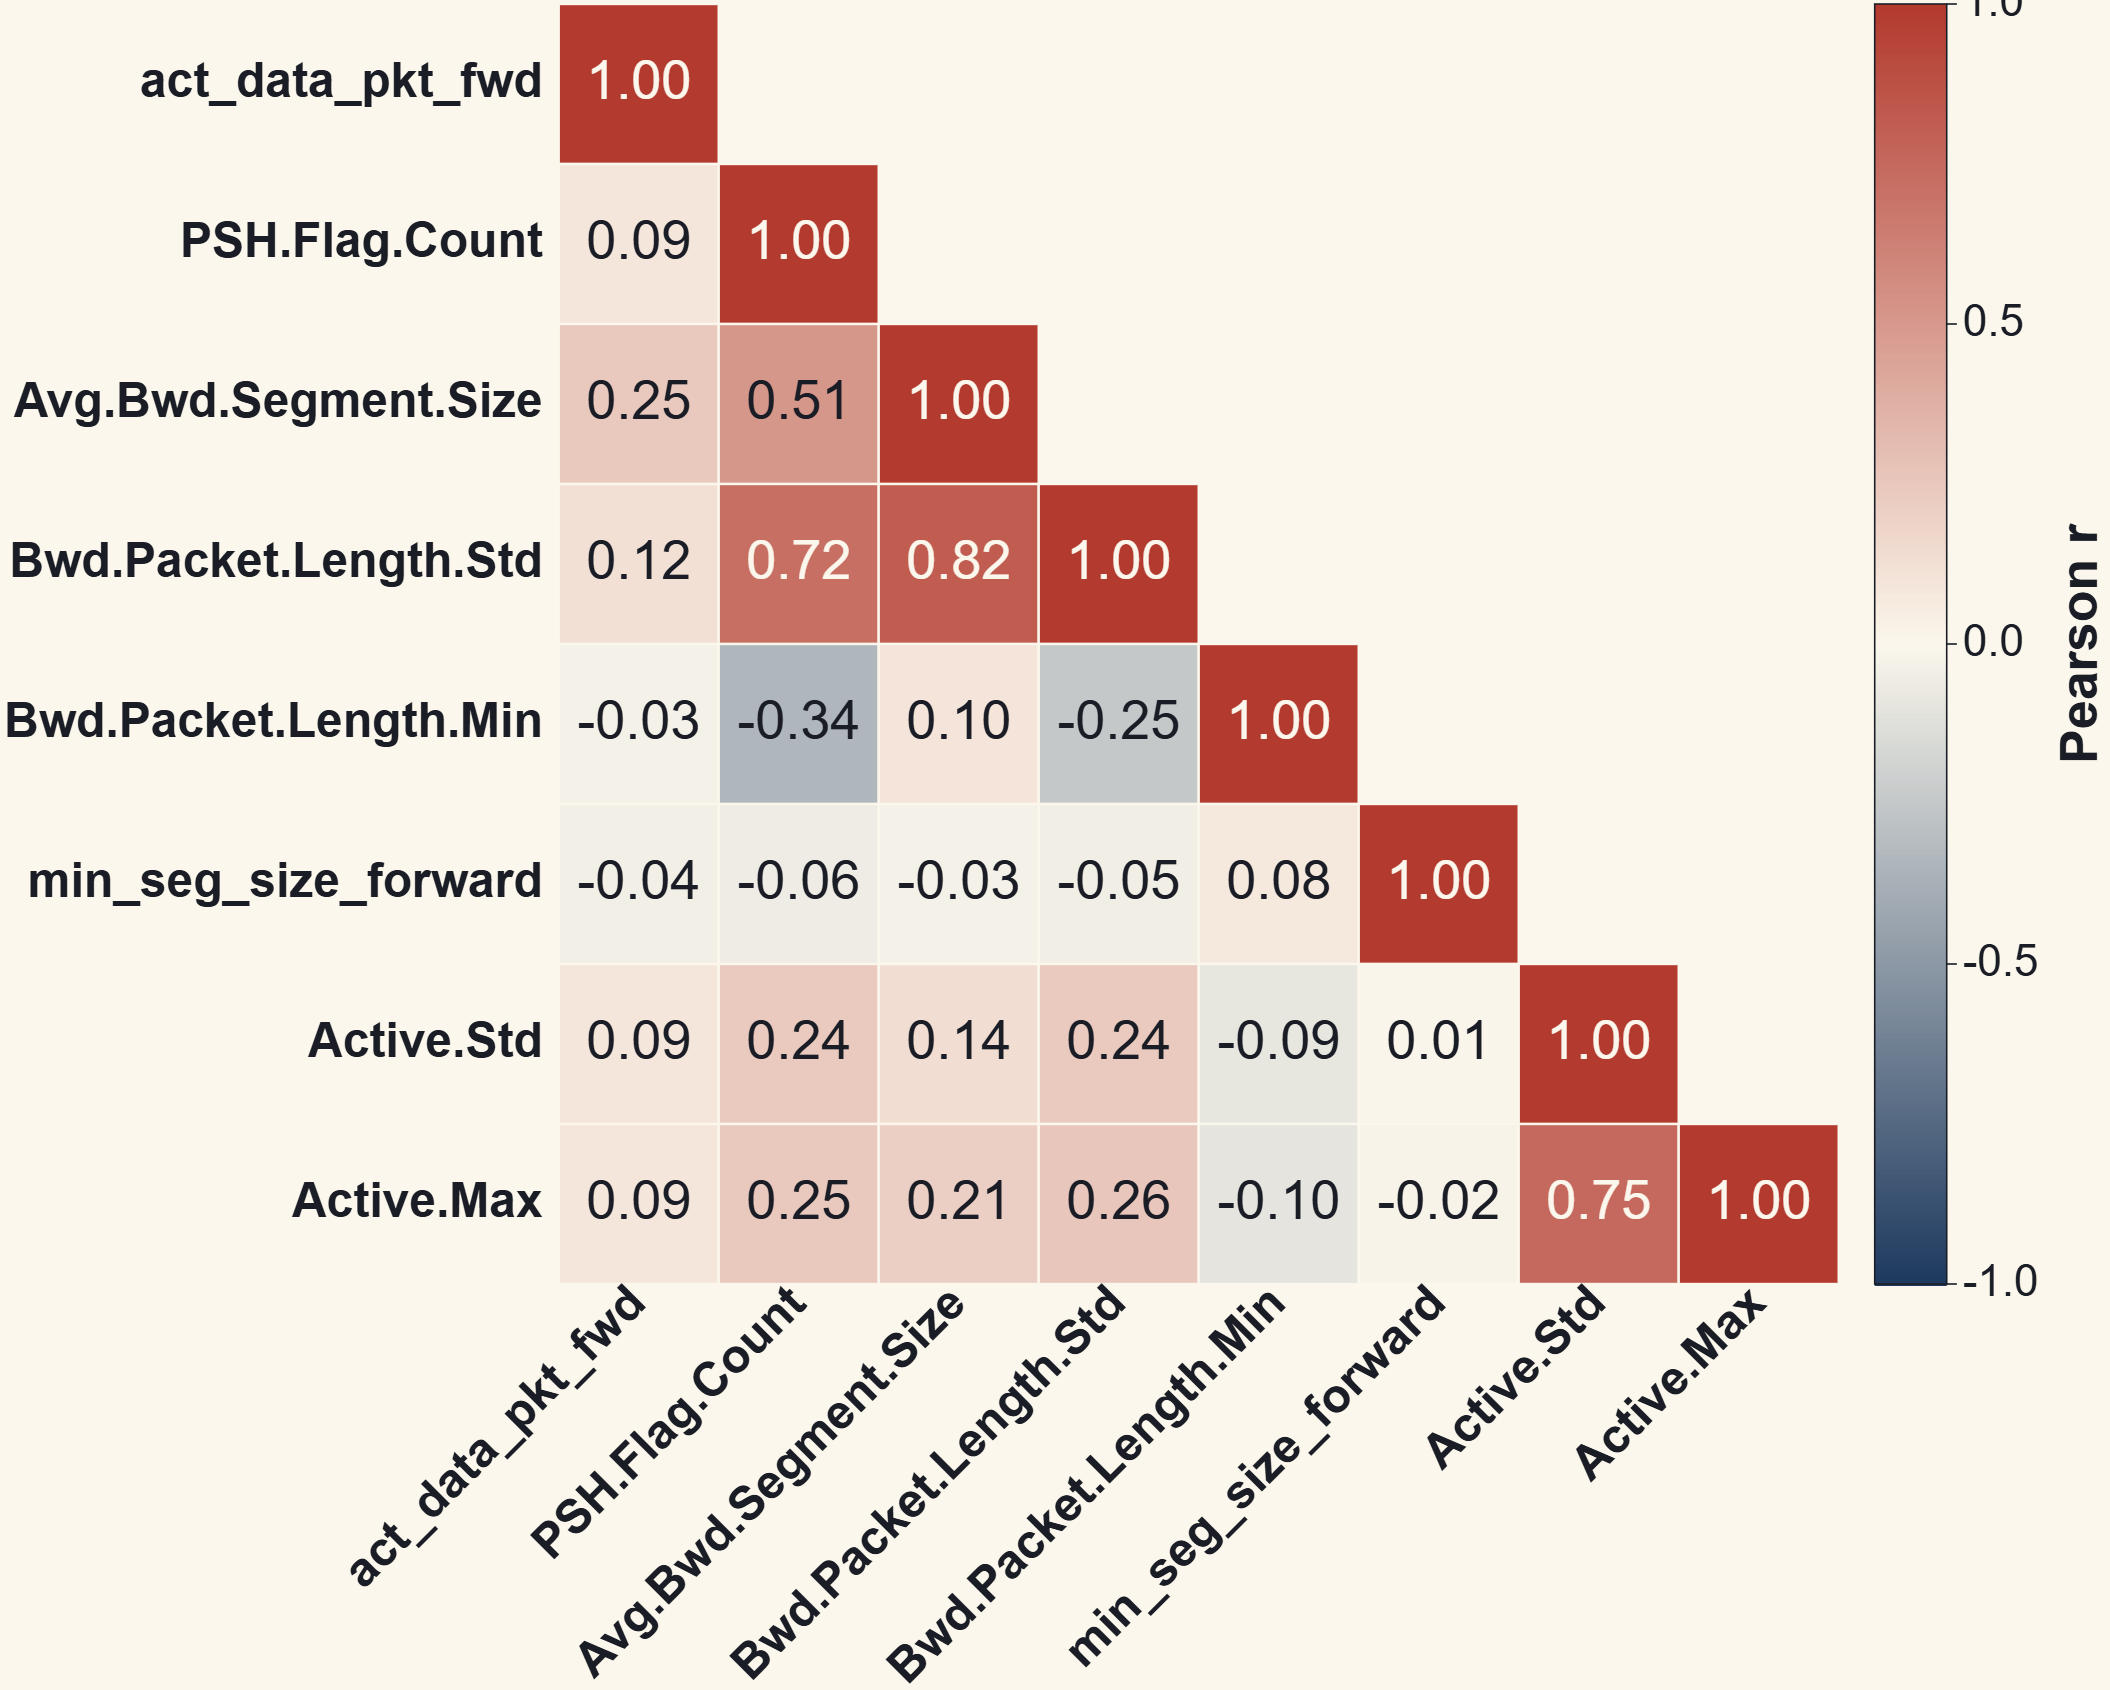 1.0
act_data_pkt_fwd 1.00
PSH.Flag.Count 0.09 1.00
0.5
Avg.Bwd.Segment.Size 0.25 0.51 1.00
Bwd.Packet.Length.Std 0.12 0.72 0.82 1.00
0.0
Pearson r
Bwd.Packet.Length.Min -0.03 -0.34 0.10 -0.25 1.00
min_seg_size_forward -0.04 -0.06 -0.03 -0.05 0.08 1.00
-0.5
Active.Std 0.09 0.24 0.14 0.24 -0.09 0.01 1.00
Active.Max 0.09 0.25 0.21 0.26 -0.10 -0.02 0.75 1.00
-1.0
act_data_pkt_fwd
PSH.Flag.Count
Avg.Bwd.Segment.Size
Bwd.Packet.Length.Std
Bwd.Packet.Length.Min
min_seg_size_forward
Active.Std
Active.Max